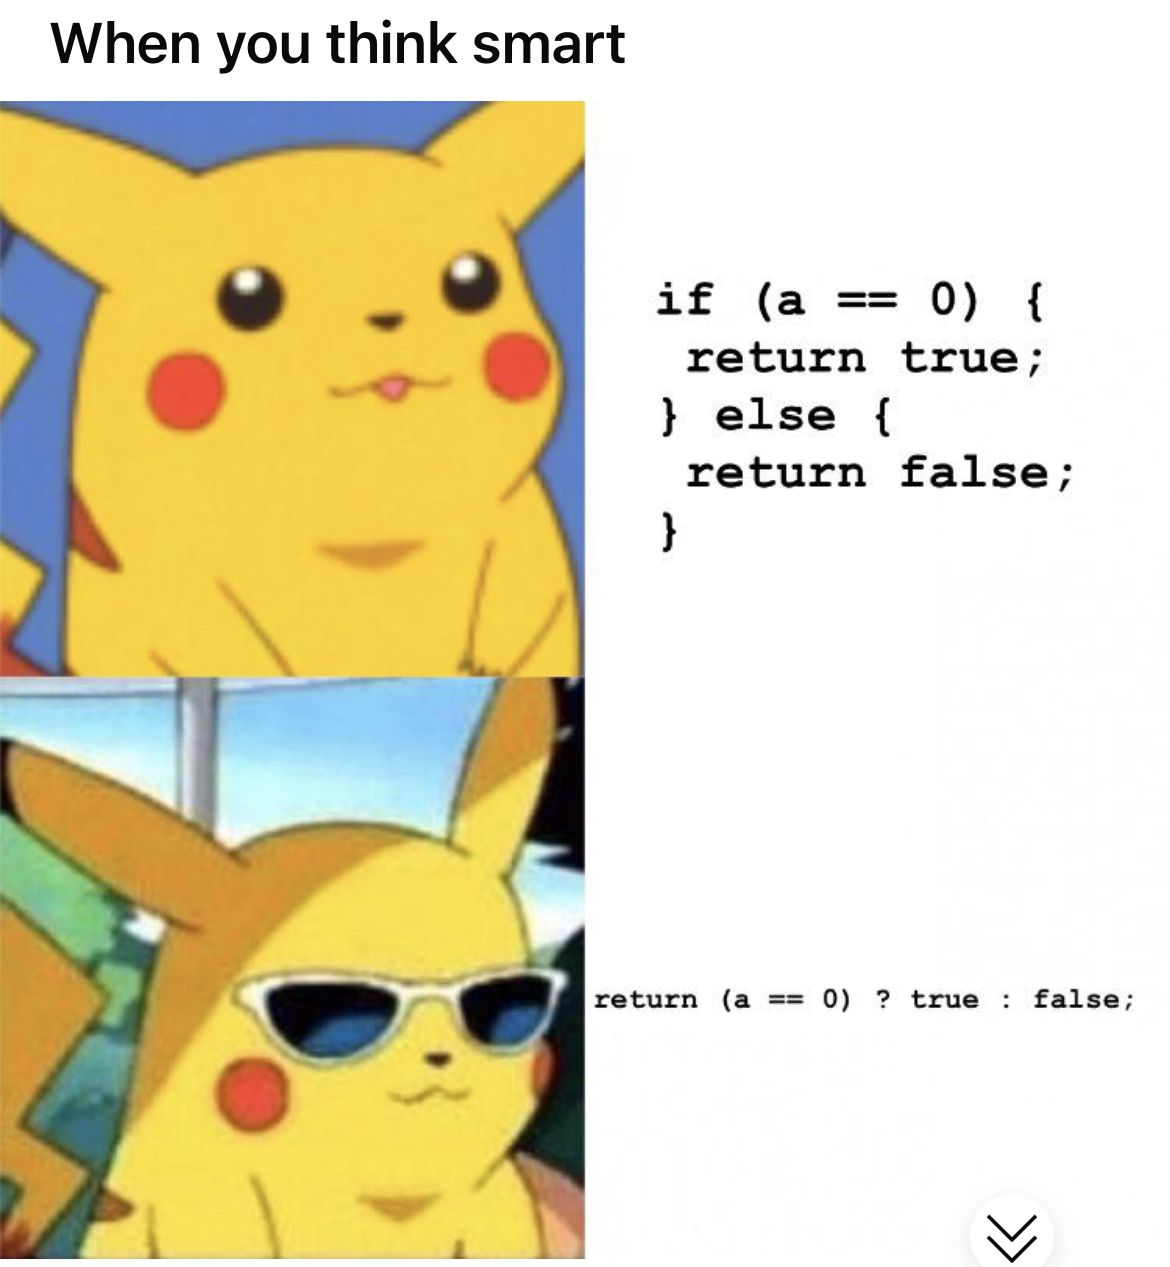 When you think smart
if (a == 0) {
 return true;
} else {
 return false;
}
return (a == 0) ? true : false;